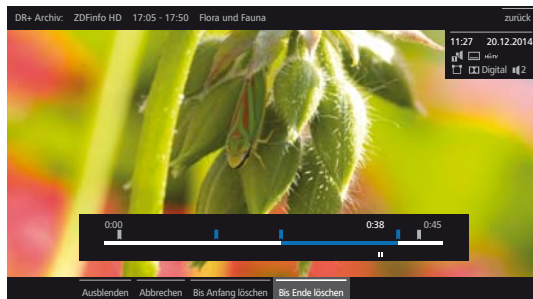 DR+ Archiv: ZDFinfo HD 17:05 - 17:50 Flora und Fauna zurück
11:27 20.12.2014
Digital 2
0:00 0:38 0:45
Ausblenden Abbrechen Bis Anfang löschen Bis Ende löschen